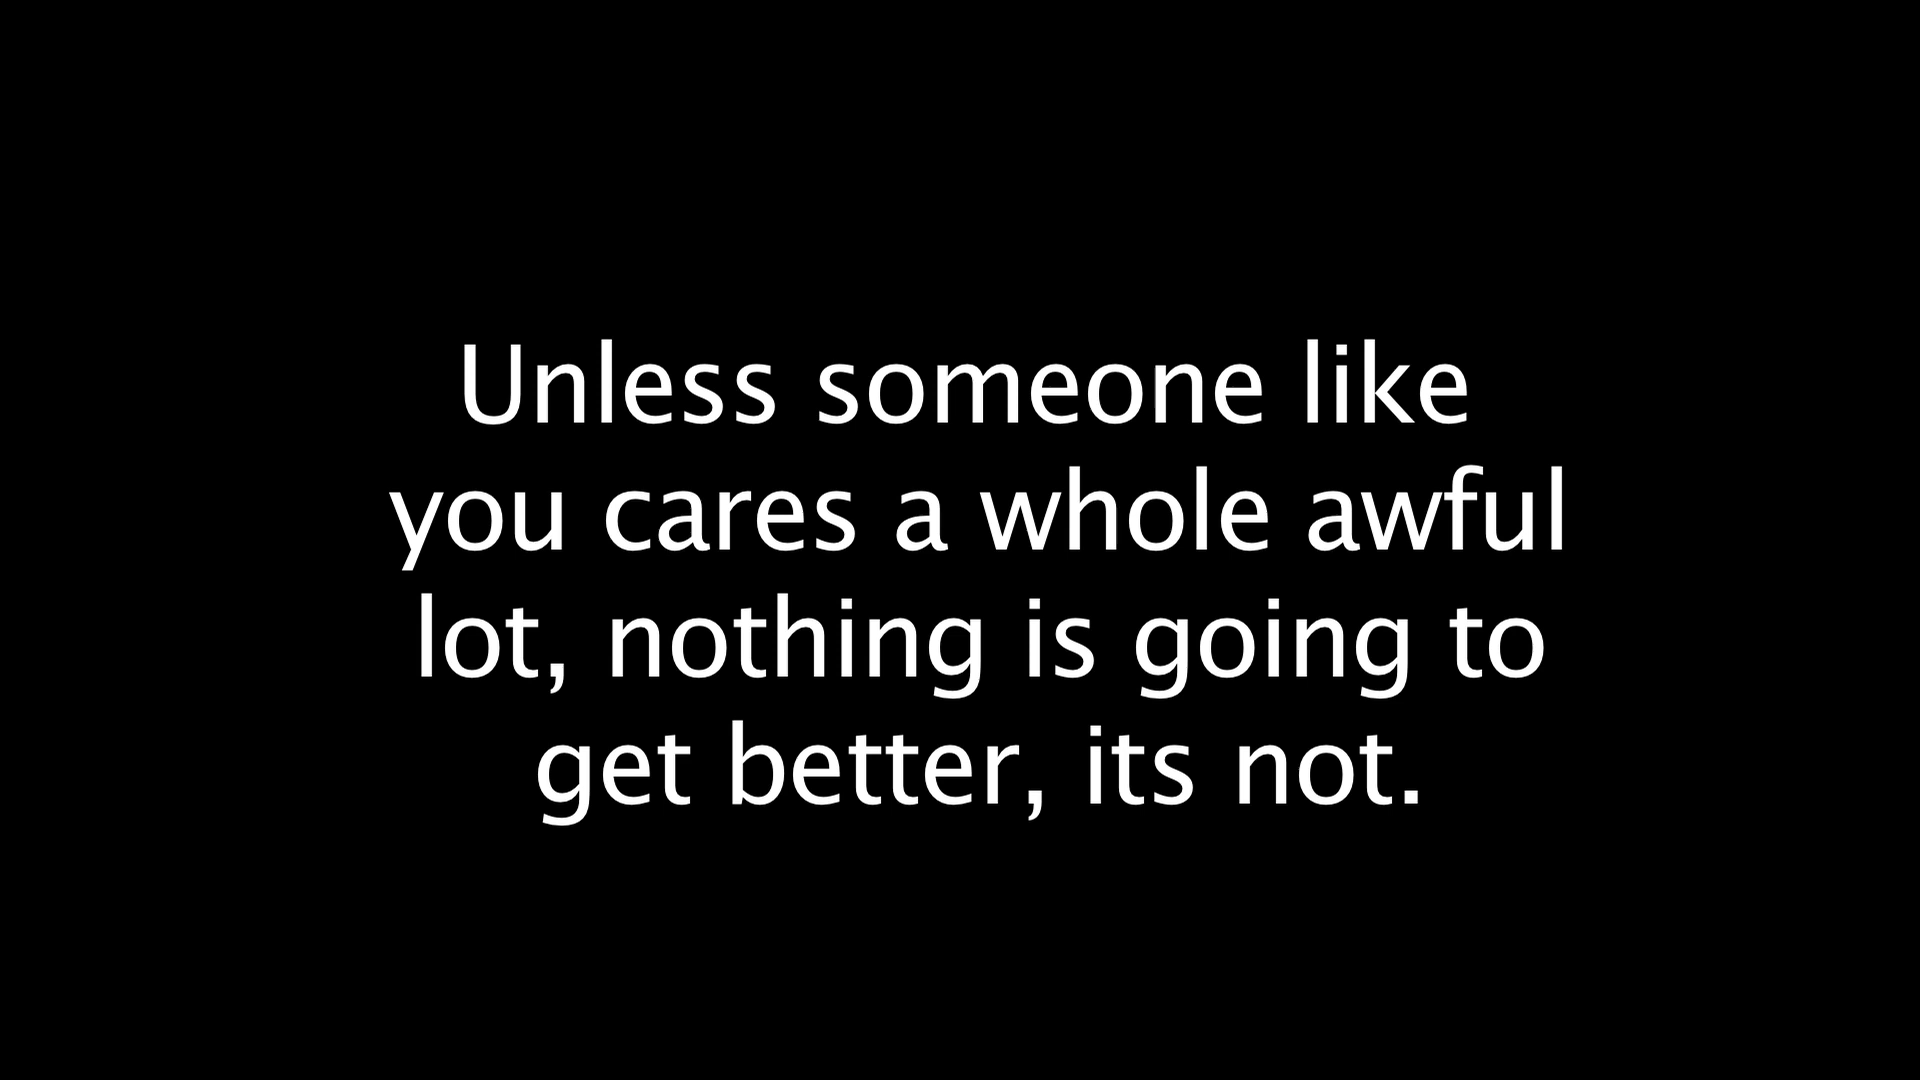 Unless someone like
you cares a whole awful
lot, nothing is going to
get better, its not.